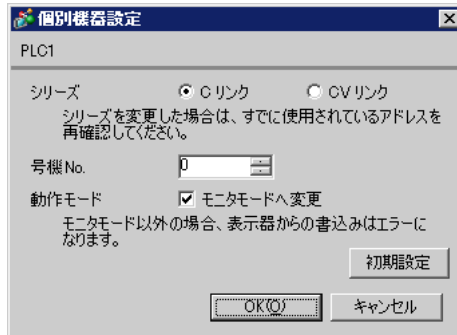 個別機器設定
PLC1
シリーズ ⦿ Cリンク ○ CVリンク
シリーズを変更した場合は、すでに使用されているアドレスを
再確認してください。
号機No. 0
動作モード ☑ モニタモードへ変更
モニタモード以外の場合、表示器からの書込みはエラーに
なります。
初期設定
OK(O) キャンセル